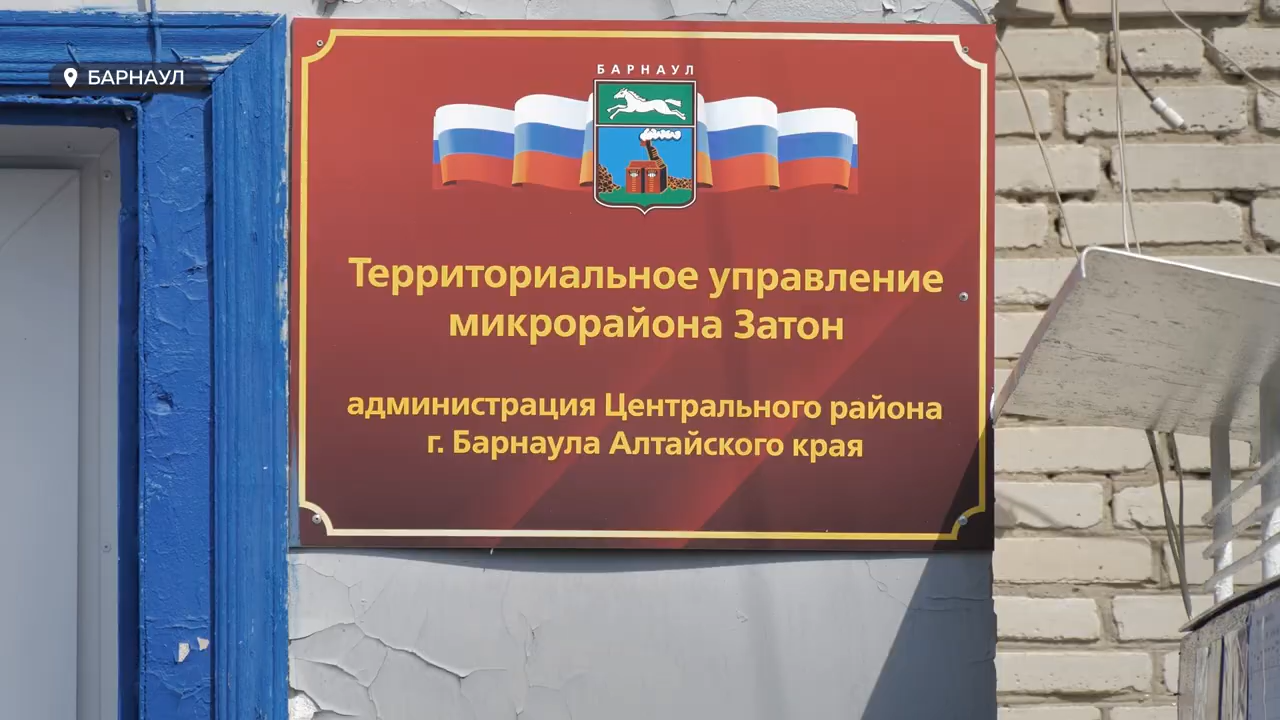 БАРНАУЛ
БАРНАУЛ
Территориальное управление
микрорайона Затон
администрация Центрального района
г. Барнаула Алтайского края